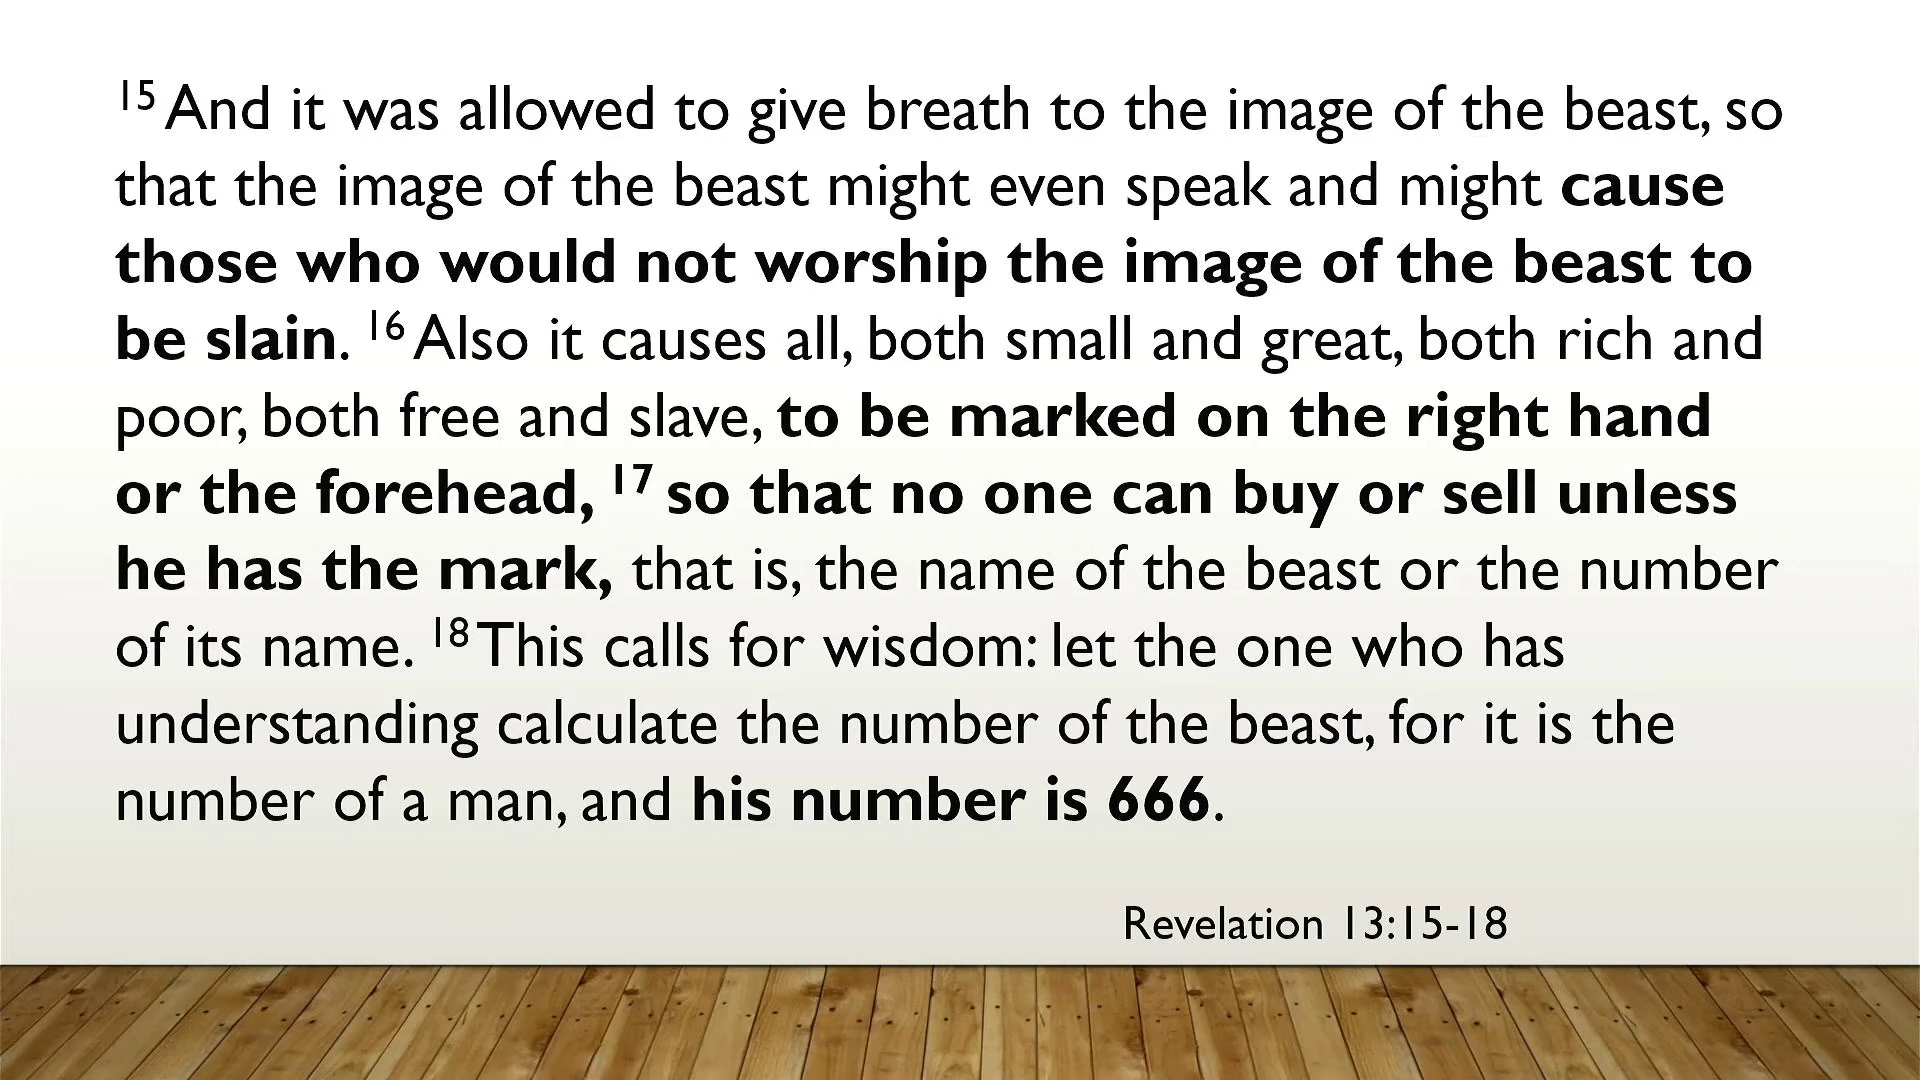 15 And it was allowed to give breath to the image of the beast, so
that the image of the beast might even speak and might cause
those who would not worship the image of the beast to
be slain. 16 Also it causes all, both small and great, both rich and
poor, both free and slave, to be marked on the right hand
or the forehead, 17 so that no one can buy or sell unless
he has the mark, that is, the name of the beast or the number
of its name. 18 This calls for wisdom: let the one who has
understanding calculate the number of the beast, for it is the
number of a man, and his number is 666.
Revelation 13:15-18